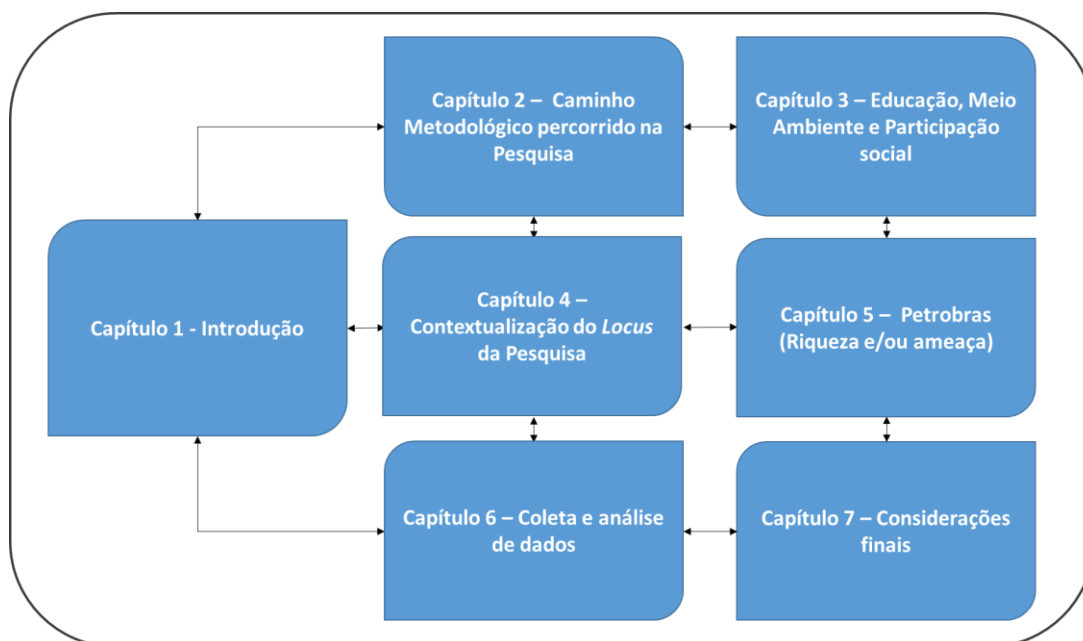 Capítulo 2 – Caminho
Metodológico percorrido na
Pesquisa
Capítulo 3 – Educação, Meio
Ambiente e Participação
social
Capítulo 1 - Introdução
Capítulo 4 –
Contextualização do Locus
da Pesquisa
Capítulo 5 – Petrobras
(Riqueza e/ou ameaça)
Capítulo 6 – Coleta e análise
de dados
Capítulo 7 – Considerações
finais